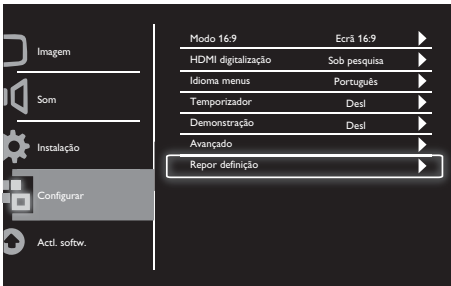 Imagem
Som
Instalação
Configurar
Actl. softw.
Modo 16:9 Ecrã 16:9
HDMI digitalização Sob pesquisa
Idioma menus Português
Temporizador Desl
Demonstração Desl
Avançado
Repor definição